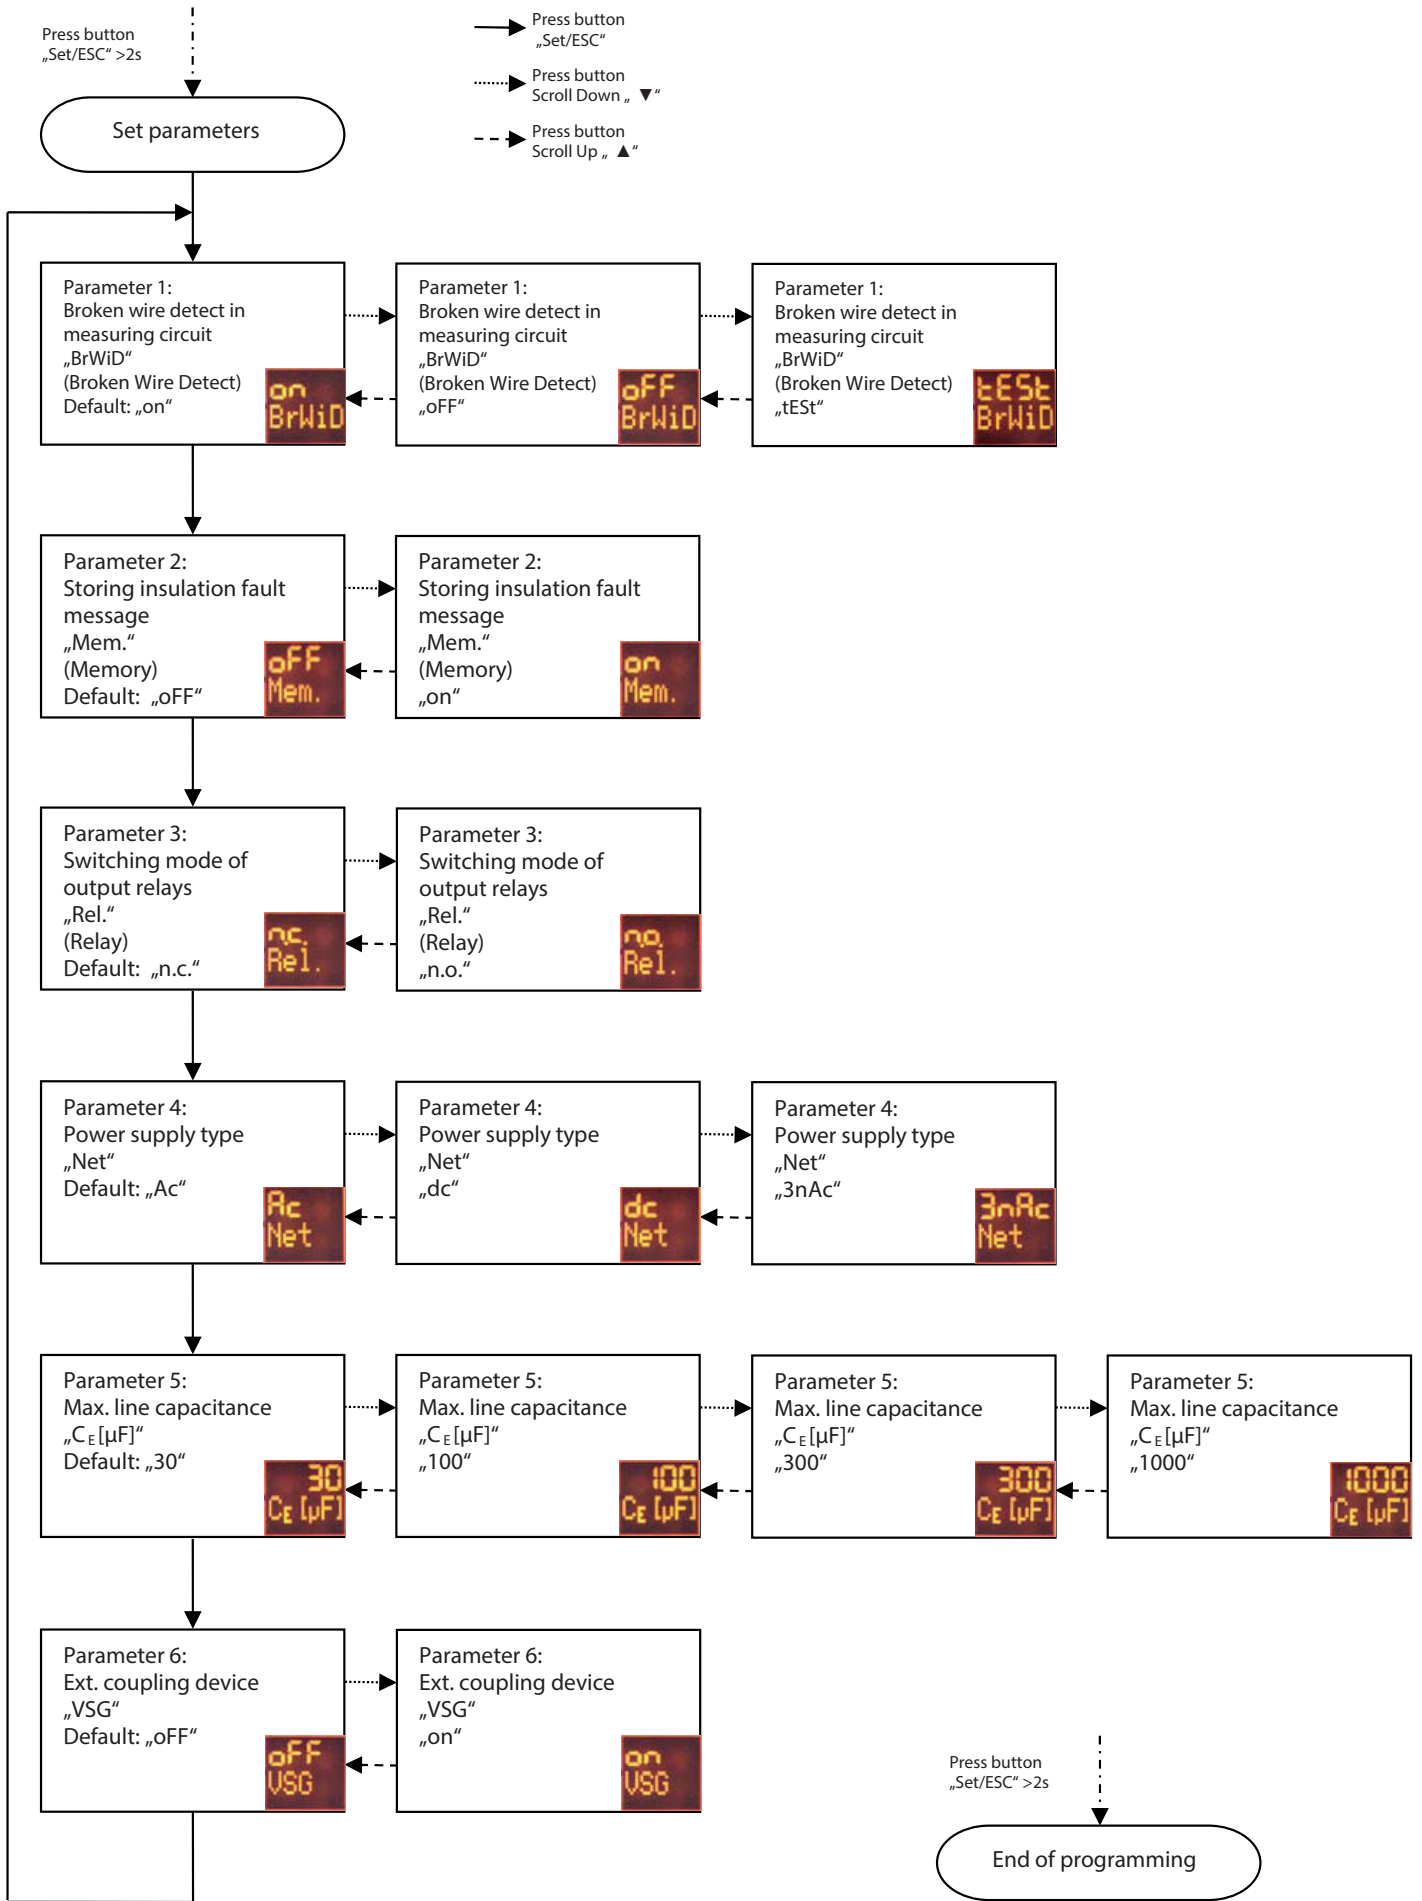 Press button
„Set/ESC“ >2s
Press button
„Set/ESC“
Press button
Scroll Down „ ▼“
Press button
Scroll Up „ ▲“
Set parameters
Parameter 1:
Broken wire detect in
measuring circuit
„BrWiD“
(Broken Wire Detect)
Default: „on“
on
BrWiD
Parameter 1:
Broken wire detect in
measuring circuit
„BrWiD“
(Broken Wire Detect)
„oFF“
oFF
BrWiD
Parameter 1:
Broken wire detect in
measuring circuit
„BrWiD“
(Broken Wire Detect)
„tESt“
tESt
BrWiD
Parameter 2:
Storing insulation fault
message
„Mem.“
(Memory)
Default: „oFF“
oFF
Mem.
Parameter 2:
Storing insulation fault
message
„Mem.“
(Memory)
„on“
on
Mem.
Parameter 3:
Switching mode of
output relays
„Rel.“
(Relay)
Default: „n.c.“
n.c.
Rel.
Parameter 3:
Switching mode of
output relays
„Rel.“
(Relay)
„n.o.“
n.o.
Rel.
Parameter 4:
Power supply type
„Net“
Default: „Ac“
Ac
Net
Parameter 4:
Power supply type
„Net“
„dc“
dc
Net
Parameter 4:
Power supply type
„Net“
„3nAc“
3nAc
Net
Parameter 5:
Max. line capacitance
„C E [µF]“
Default: „30“
30
CE [µF]
Parameter 5:
Max. line capacitance
„C E [µF]“
„100“
100
CE [µF]
Parameter 5:
Max. line capacitance
„C E [µF]“
„300“
300
CE [µF]
Parameter 5:
Max. line capacitance
„C E [µF]“
„1000“
1000
CE [µF]
Parameter 6:
Ext. coupling device
„VSG“
Default: „oFF“
oFF
VSG
Parameter 6:
Ext. coupling device
„VSG“
„on“
on
VSG
Press button
„Set/ESC“ >2s
End of programming